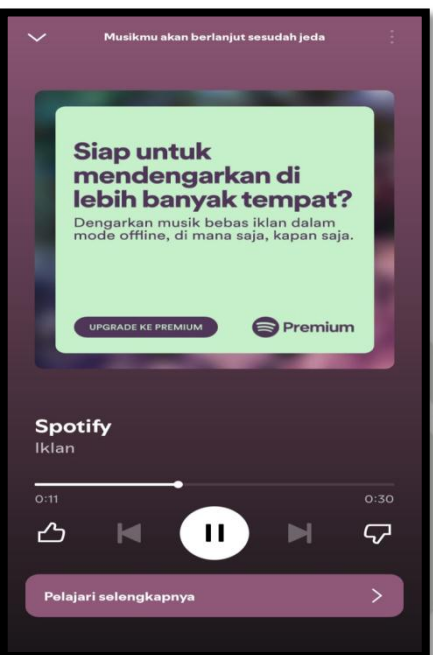 Musikmu akan berlanjut sesudah jeda
Siap untuk
mendengarkan di
lebih banyak tempat?
Dengarkan musik bebas iklan dalam
mode offline, di mana saja, kapan saja.
UPGRADE KE PREMIUM
Premium
Spotify
Iklan
0:11
0:30
Pelajari selengkapnya